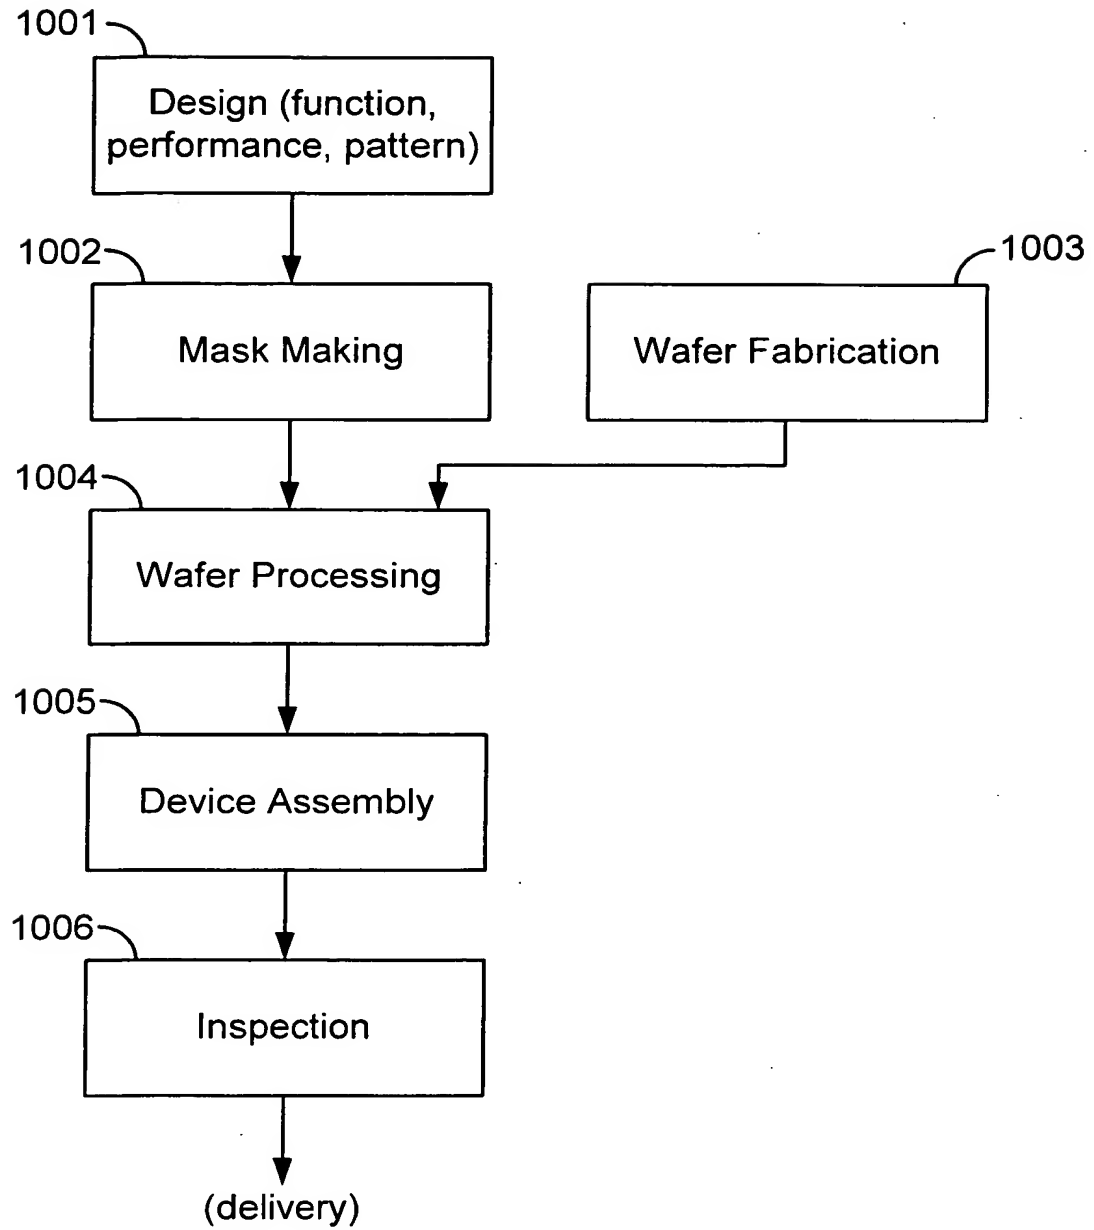 1001
Design (function,
performance, pattern)
1002
1003
Mask Making
Wafer Fabrication
1004
Wafer Processing
1005
Device Assembly
1006
Inspection
(delivery)